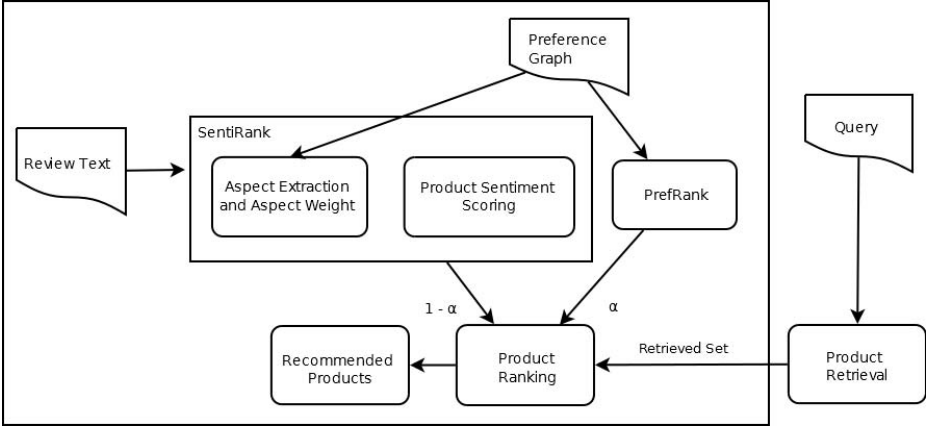 Preference
Graph
SentiRank
Query
Review Text
Aspect Extraction
and Aspect Weight
Product Sentiment
Scoring
PrefRank
1 - α
α
Retrieved Set
Recommended
Products
Product
Ranking
Product
Retrieval